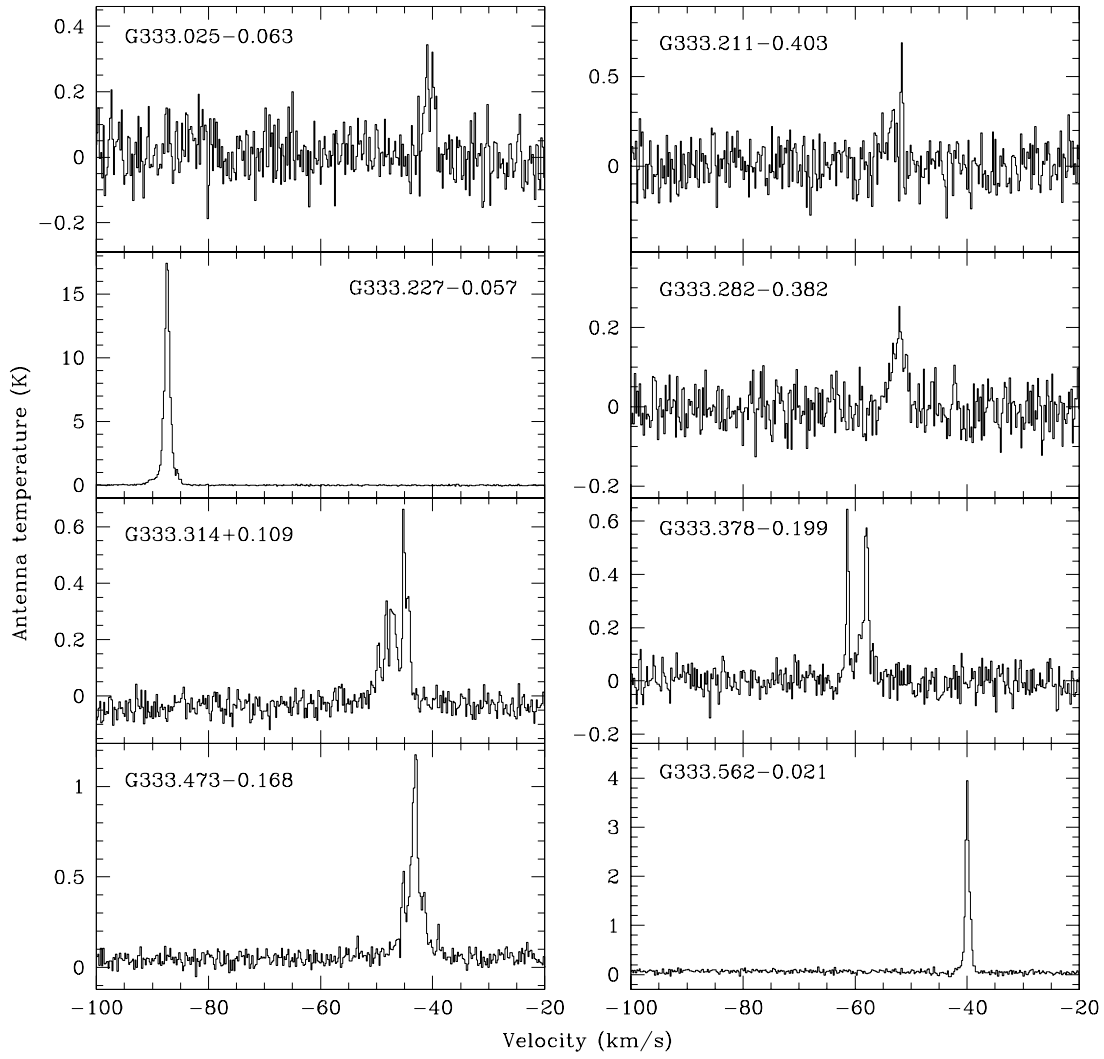 G333.025−0.063
0.4
0.2
0
−0.2
G333.211−0.403
0.5
0
G333.227−0.057
15
10
5
0
G333.282−0.382
0.2
0
−0.2
G333.314+0.109
0.6
0.4
0.2
0
G333.378−0.199
0.6
0.4
0.2
0
−0.2
G333.473−0.168
1
0.5
0
G333.562−0.021
4
3
2
1
0
−100 −80 −60 −40 −20
−100 −80 −60 −40 −20
Antenna temperature (K)
Velocity (km/s)